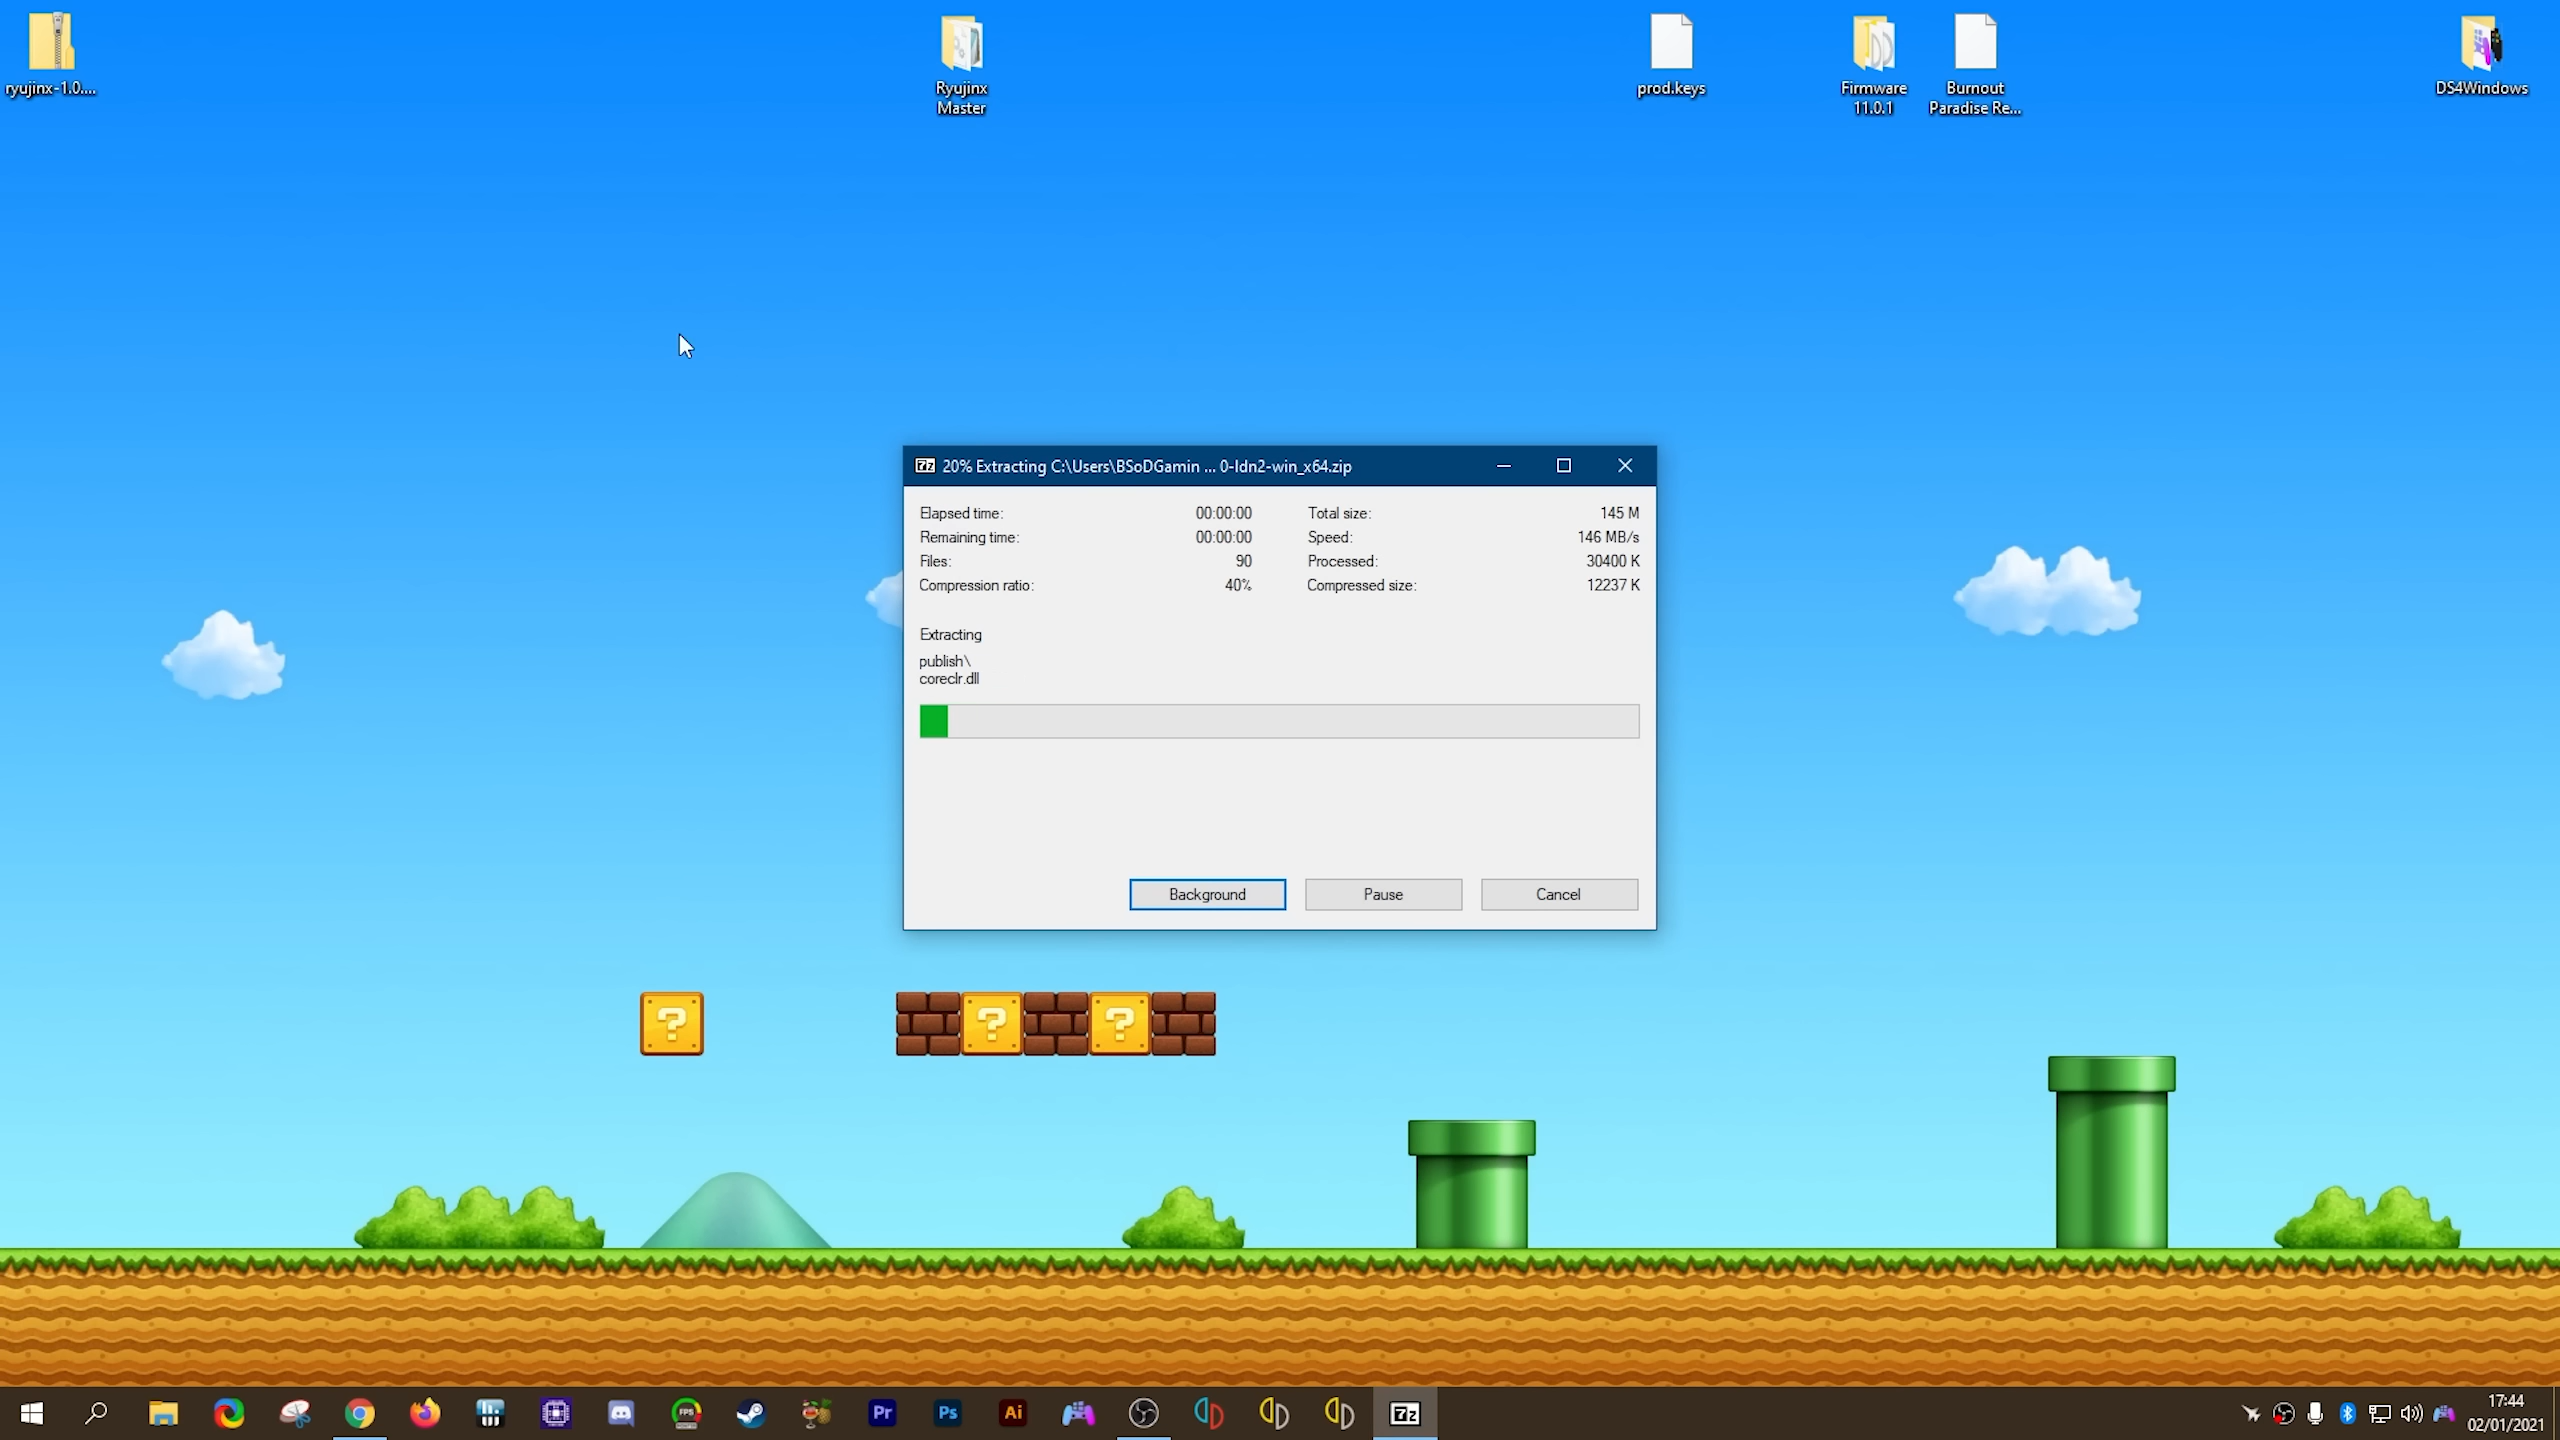 ryujinx-1.0....
Ryujinx
Master
prod.keys
Firmware
11.0.1
Burnout
Paradise Re...
DS4Windows
7z 20% Extracting C:\Users\BSoDGamin ... 0-ldn2-win_x64.zip
Elapsed time: 00:00:00 Total size: 145 M
Remaining time: 00:00:00 Speed: 146 MB/s
Files: 90 Processed: 30400 K
Compression ratio: 40% Compressed size: 12237 K
Extracting
publish\
coreclr.dll
Background Pause Cancel
? ? ?
FPS Pr Ps Ai 7z 17:44
02/01/2021